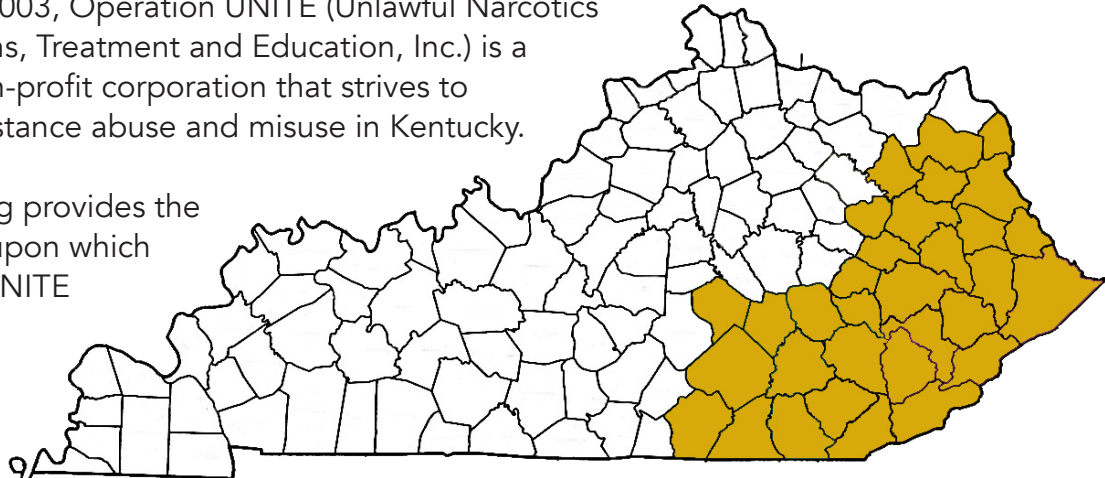 003, Operation UNITE (Unlawful Narcotics
ns, Treatment and Education, Inc.) is a
n-profit corporation that strives to
stance abuse and misuse in Kentucky.
g provides the
upon which
NITE